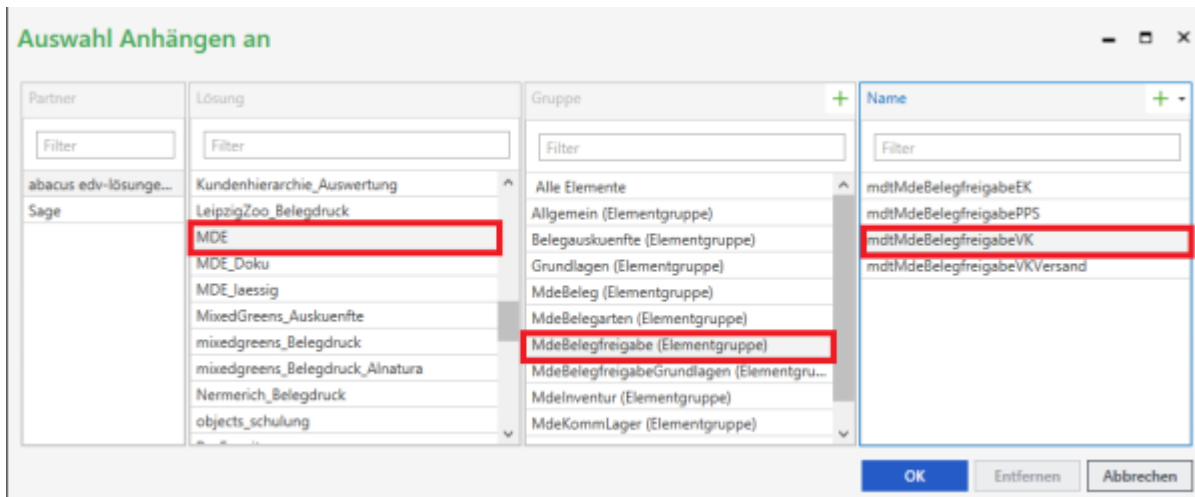 Auswahl Anhängen an
Partner
Filter
abacus edv-lösunge...
Sage
Lösung
Filter
Kundenhierarchie_Auswertung
LeipzigZoo_Belegdruck
MDE
MDE_Doku
MDE_laessig
MixedGreens_Auskuenfte
mixedgreens_Belegdruck
mixedgreens_Belegdruck_Alnatura
Nermerich_Belegdruck
objects_schulung
Gruppe
Filter
Alle Elemente
Allgemein (Elementgruppe)
Belegauskuenfte (Elementgruppe)
Grundlagen (Elementgruppe)
MdeBeleg (Elementgruppe)
MdeBelegarten (Elementgruppe)
MdeBelegfreigabe (Elementgruppe)
MdeBelegfreigabeGrundlagen (Elementgru...
MdeInventur (Elementgruppe)
MdeKommLager (Elementgruppe)
Name
Filter
mdtMdeBelegfreigabeEK
mdtMdeBelegfreigabePPS
mdtMdeBelegfreigabeVK
mdtMdeBelegfreigabeVKVersand
OK Entfernen Abbrechen